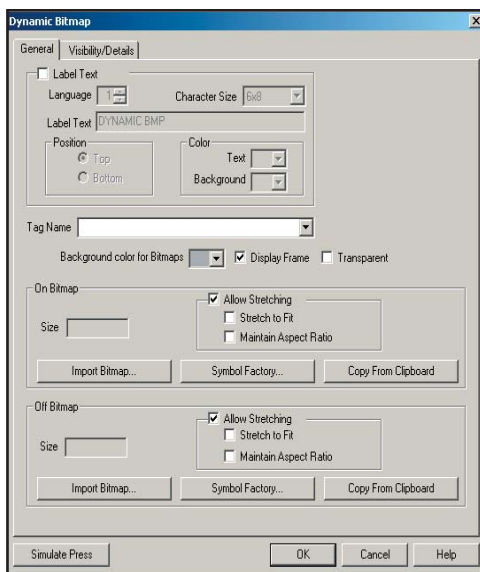 Dynamic Bitmap
General Visibility/Details
Label Text
Language 1 Character Size 6x8
Label Text DYNAMIC BMP
Position Color
Top Text
Bottom Background
Tag Name
Background color for Bitmaps Display Frame Transparent
On Bitmap
Allow Stretching
Size Stretch to Fit
Maintain Aspect Ratio
Import Bitmap... Symbol Factory... Copy From Clipboard
Off Bitmap
Allow Stretching
Size Stretch to Fit
Maintain Aspect Ratio
Import Bitmap... Symbol Factory... Copy From Clipboard
Simulate Press OK Cancel Help